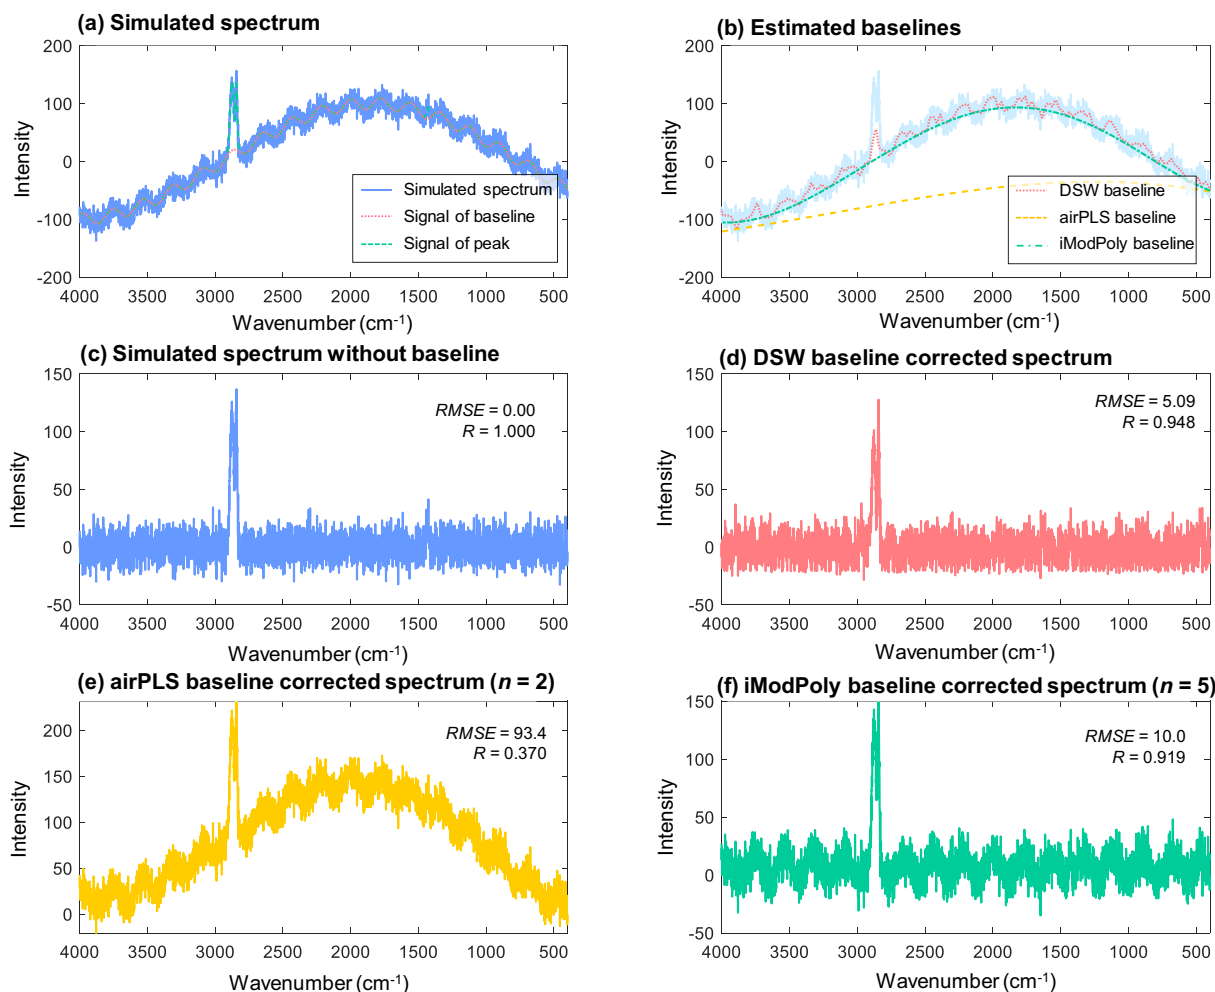 (a) Simulated spectrum
200
100
0
-100
-200
4000 3500 3000 2500 2000 1500 1000 500
Intensity
Wavenumber (cm-1)
Simulated spectrum
Signal of baseline
Signal of peak
(b) Estimated baselines
200
100
0
-100
-200
4000 3500 3000 2500 2000 1500 1000 500
Intensity
Wavenumber (cm-1)
DSW baseline
airPLS baseline
iModPoly baseline
(c) Simulated spectrum without baseline
150
100
50
0
-50
4000 3500 3000 2500 2000 1500 1000 500
Intensity
Wavenumber (cm-1)
RMSE = 0.00
R = 1.000
(d) DSW baseline corrected spectrum
150
100
50
0
-50
4000 3500 3000 2500 2000 1500 1000 500
Intensity
Wavenumber (cm-1)
RMSE = 5.09
R = 0.948
(e) airPLS baseline corrected spectrum (n = 2)
200
150
100
50
0
4000 3500 3000 2500 2000 1500 1000 500
Intensity
Wavenumber (cm-1)
RMSE = 93.4
R = 0.370
(f) iModPoly baseline corrected spectrum (n = 5)
150
100
50
0
-50
4000 3500 3000 2500 2000 1500 1000 500
Intensity
Wavenumber (cm-1)
RMSE = 10.0
R = 0.919